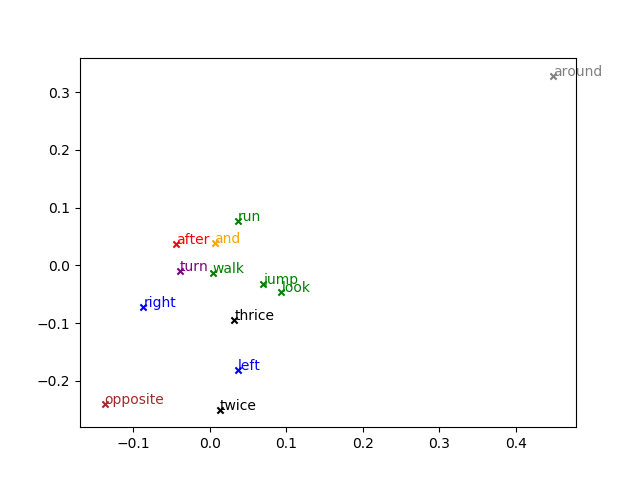 around
0.3
0.2
run
0.1
after
and
0.0
turn
walk
jump
look
right
thrice
−0.1
left
−0.2
opposite
twice
−0.1
0.0
0.1
0.2
0.3
0.4